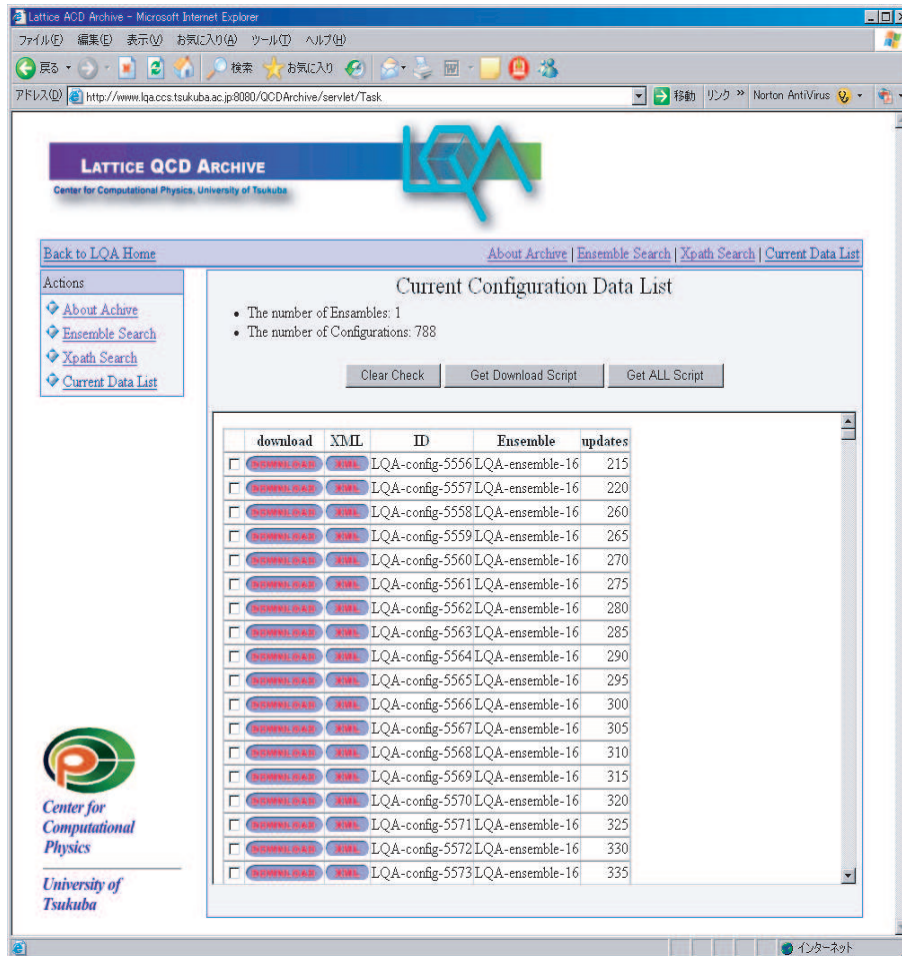 Lattice AQD Archive - Microsoft Internet Explorer
ファイル(F) 編集(E) 表示(V) お気に入り(A) ツール(T) ヘルプ(H)
戻る 検索 お気に入り
アドレス(D) http://www.lqa.ccs.tsukuba.ac.jp:8080/QCDArchive/servlet/Task 移動 リンク » Norton AntiVirus
LATTICE QCD ARCHIVE
Center for Computational Physics, University of Tsukuba
LQA
Back to LQA Home About Archive | Ensemble Search | Xpath Search | Current Data List
Actions
About Achive
Ensemble Search
Xpath Search
Current Data List
Current Configuration Data List
The number of Ensambles: 1
The number of Configurations: 788
Clear Check Get Download Script Get ALL Script
download XML ID Ensemble updates
LQA-config-5556 LQA-ensemble-16 215
LQA-config-5557 LQA-ensemble-16 220
LQA-config-5558 LQA-ensemble-16 260
LQA-config-5559 LQA-ensemble-16 265
LQA-config-5560 LQA-ensemble-16 270
LQA-config-5561 LQA-ensemble-16 275
LQA-config-5562 LQA-ensemble-16 280
LQA-config-5563 LQA-ensemble-16 285
LQA-config-5564 LQA-ensemble-16 290
LQA-config-5565 LQA-ensemble-16 295
LQA-config-5566 LQA-ensemble-16 300
LQA-config-5567 LQA-ensemble-16 305
LQA-config-5568 LQA-ensemble-16 310
LQA-config-5569 LQA-ensemble-16 315
LQA-config-5570 LQA-ensemble-16 320
LQA-config-5571 LQA-ensemble-16 325
LQA-config-5572 LQA-ensemble-16 330
LQA-config-5573 LQA-ensemble-16 335
Center for
Computational
Physics
University of
Tsukuba
インターネット